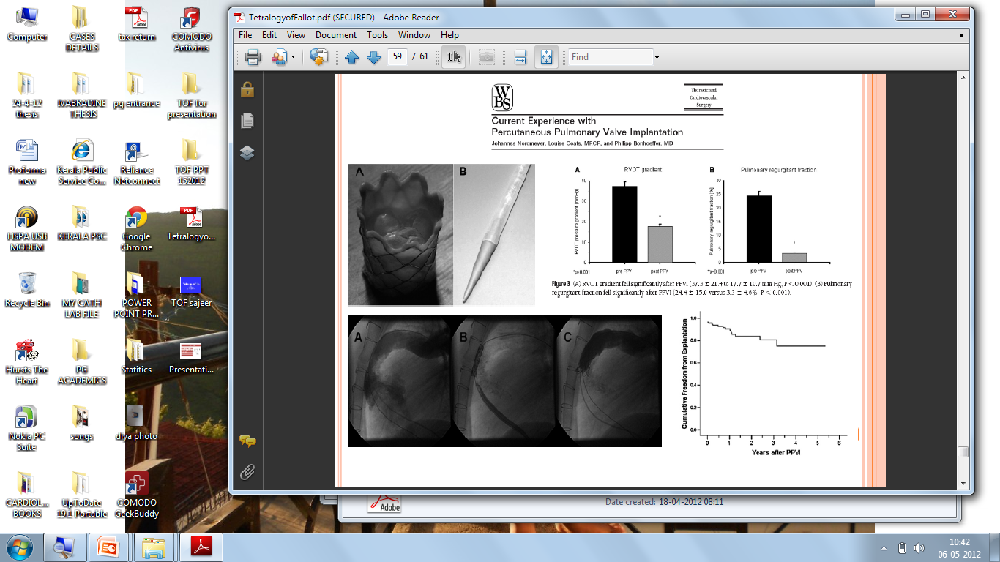 Computer
CASES
DETAILS
tax return
COMODO
Antivirus
24-4-12
thesis
IVABRADINE
THESIS
pg entrance
TOF for
presentation
Proforma
new
Kerala Public
Service Co...
Reliance
Netconnect
TOF PPT
152012
HSPA USB
MODEM
KERALA PSC
Google
Chrome
Tetralogyo...
Recycle Bin
MY CATH
LAB FILE
POWER
POINT PR...
TOF sajeer
Hursts The
Heart
PG
ACADEMICS
Statitics
Presentati...
Nokia PC
Suite
songs
diya photo
CARDIOL...
BOOKS
UpToDate
19.1 Portable
COMODO
GeekBuddy
TetralogyofFallot.pdf (SECURED) - Adobe Reader
File Edit View Document Tools Window Help
59 / 61 Find
WBS
Thoracic and
Cardiovascular
Surgery
Current Experience with
Percutaneous Pulmonary Valve Implantation
Johannes Nordmeyer, Louise Coats, MRCP, and Philipp Bonhoeffer, MD
A
B
A RVOT gradient
RVOT pressure gradient [mmHg]
40
30
20
10
0
*
pre PPV post PPV
*p<0.001
B Pulmonary regurgitant fraction
Pulmonary regurgitant fraction [%]
30
25
20
15
10
5
0
*
pre PPV post PPV
*p<0.001
Figure 3 (A) RVOT gradient fell significantly after PPVI (37.3 ± 21.4 to 17.7 ± 10.7 mm Hg, P < 0.001). (B) Pulmonary
regurgitant fraction fell significantly after PPVI (24.4 ± 15.0 versus 3.3 ± 4.6%, P < 0.001).
A
B
C
Cumulative Freedom from Explantation
1.0
0.8
0.6
0.4
0.2
0.0
0 1 2 3 4 5 6
Years after PPVI
Adobe
Date created: 18-04-2012 08:11
10:42
06-05-2012